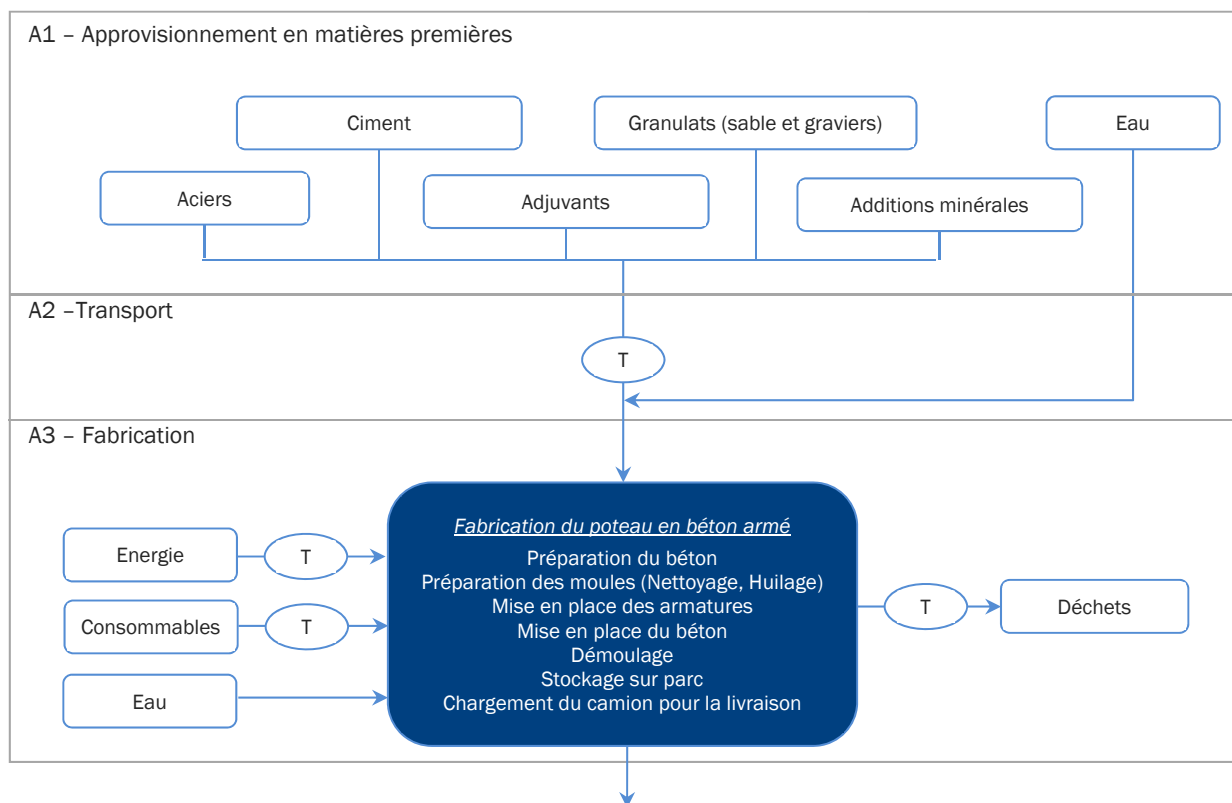 A1 – Approvisionnement en matières premières
Ciment
Granulats (sable et graviers)
Eau
Aciers
Adjuvants
Additions minérales
A2 –Transport
T
A3 – Fabrication
Fabrication du poteau en béton armé
Préparation du béton
Préparation des moules (Nettoyage, Huilage)
Mise en place des armatures
Mise en place du béton
Démoulage
Stockage sur parc
Chargement du camion pour la livraison
Energie
T
Consommables
T
Eau
T
Déchets